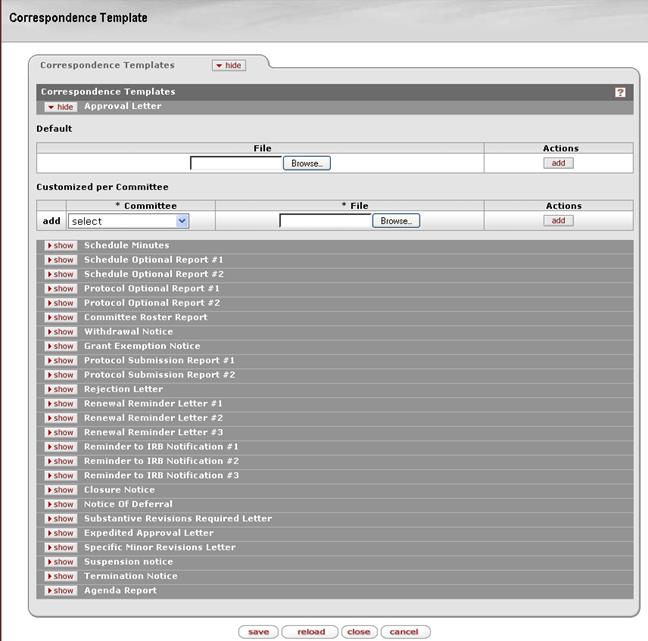 Correspondence Template
Correspondence Templates hide
Correspondence Templates ?
hide Approval Letter
Default
File Actions
Browse... add
Customized per Committee
* Committee * File Actions
add select Browse... add
show Schedule Minutes
show Schedule Optional Report #1
show Schedule Optional Report #2
show Protocol Optional Report #1
show Protocol Optional Report #2
show Committee Roster Report
show Withdrawal Notice
show Grant Exemption Notice
show Protocol Submission Report #1
show Protocol Submission Report #2
show Rejection Letter
show Renewal Reminder Letter #1
show Renewal Reminder Letter #2
show Renewal Reminder Letter #3
show Reminder to IRB Notification #1
show Reminder to IRB Notification #2
show Reminder to IRB Notification #3
show Closure Notice
show Notice Of Deferral
show Substantive Revisions Required Letter
show Expedited Approval Letter
show Specific Minor Revisions Letter
show Suspension notice
show Termination Notice
show Agenda Report
save reload close cancel